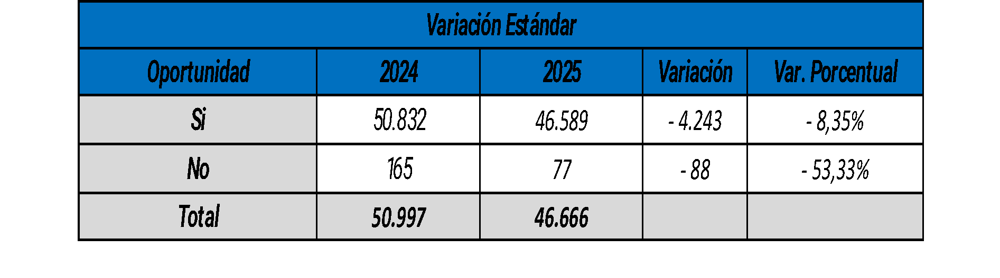 Variación Estándar
Oportunidad 2024 2025 Variación Var. Porcentual
Si 50.832 46.589 - 4.243 - 8,35%
No 165 77 - 88 - 53,33%
Total 50.997 46.666